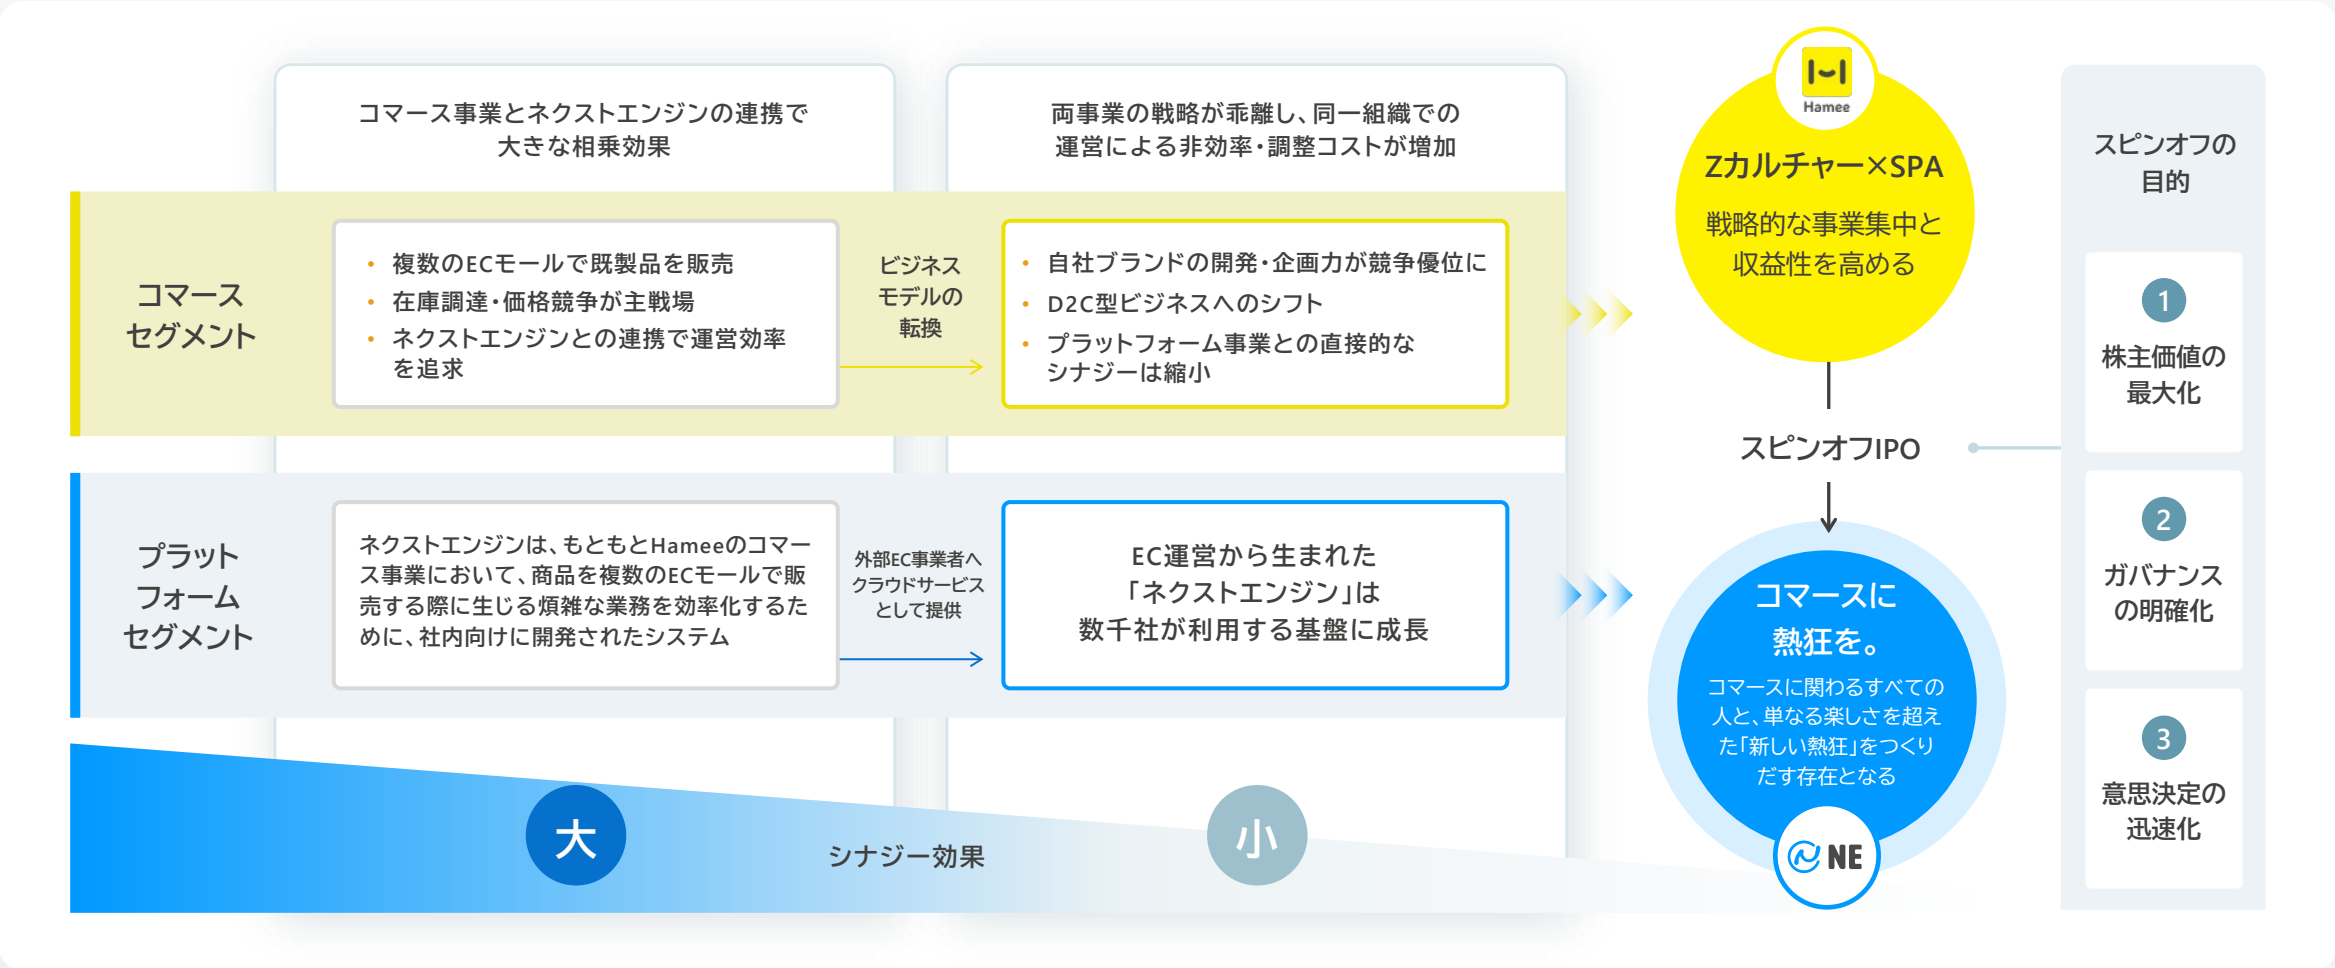 コマース事業とネクストエンジンの連携で
大きな相乗効果
両事業の戦略が乖離し、同一組織での
運営による非効率・調整コストが増加
コマース
セグメント
• 複数のECモールで既製品を販売
• 在庫調達・価格競争が主戦場
• ネクストエンジンとの連携で運営効率
を追求
ビジネス
モデルの
転換
• 自社ブランドの開発・企画力が競争優位に
• D2C型ビジネスへのシフト
• プラットフォーム事業との直接的な
シナジーは縮小
プラット
フォーム
セグメント
ネクストエンジンは、もともとHameeのコマー
ス事業において、商品を複数のECモールで販
売する際に生じる煩雑な業務を効率化するた
めに、社内向けに開発されたシステム
外部EC事業者へ
クラウドサービス
として提供
EC運営から生まれた
「ネクストエンジン」は
数千社が利用する基盤に成長
大
シナジー効果
小
Hamee
Zカルチャー×SPA
戦略的な事業集中と
収益性を高める
スピンオフIPO
コマースに
熱狂を。
コマースに関わるすべての
人と、単なる楽しさを超え
た「新しい熱狂」をつくり
だす存在となる
NE
スピンオフの
目的
1
株主価値の
最大化
2
ガバナンス
の明確化
3
意思決定の
迅速化